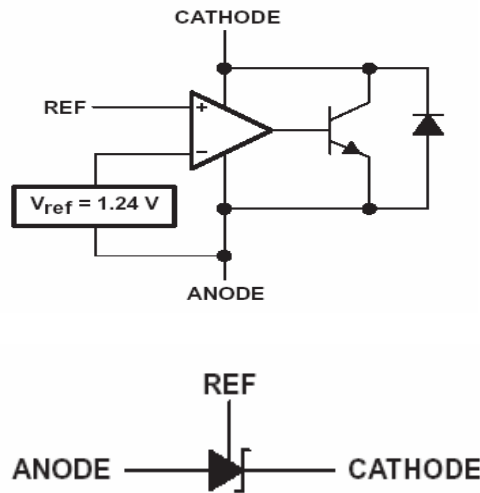 CATHODE
REF
+
−
Vref = 1.24 V
ANODE
REF
ANODE
CATHODE